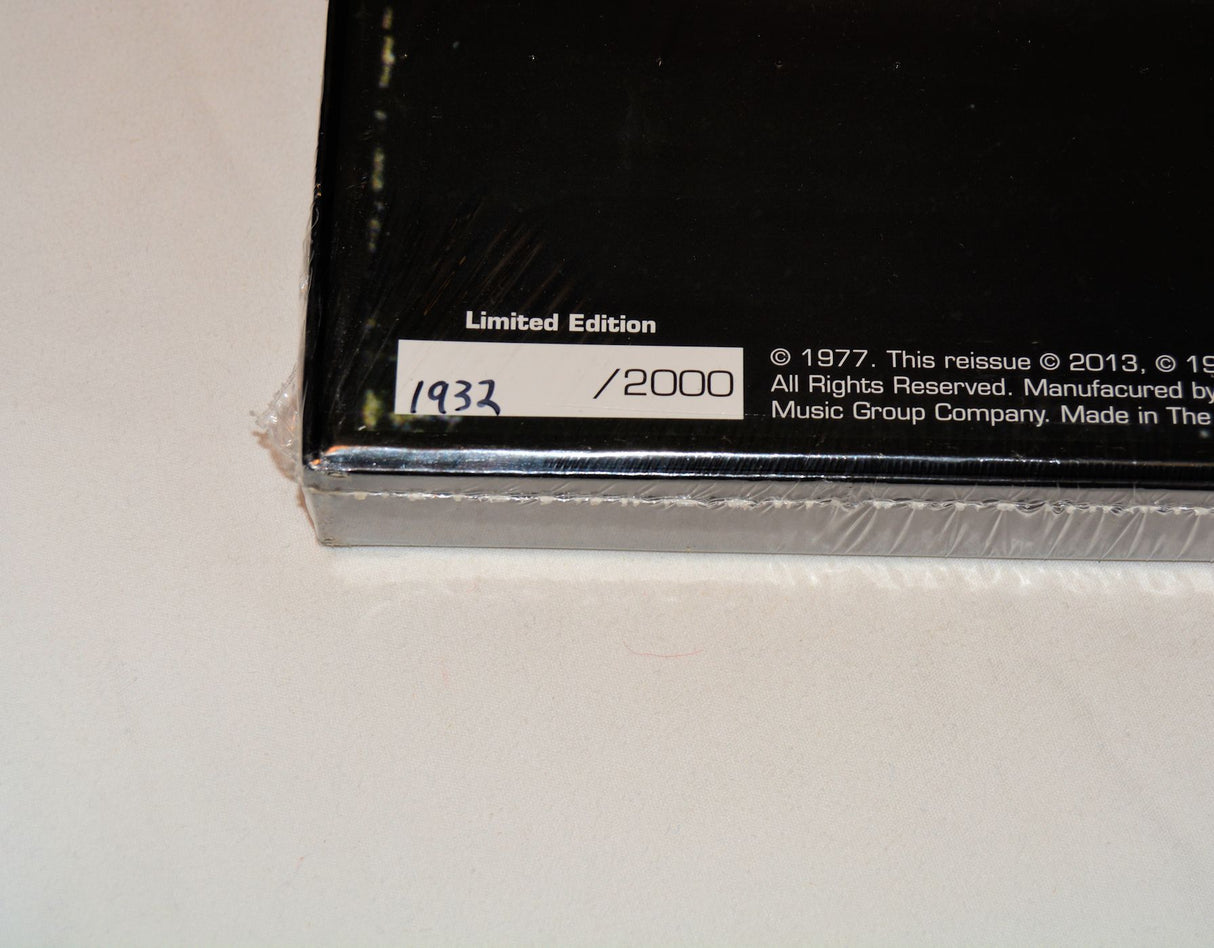 Limited Edition
1932 /2000
© 1977. This reissue © 2013, © 19
All Rights Reserved. Manufacured by
Music Group Company. Made in The